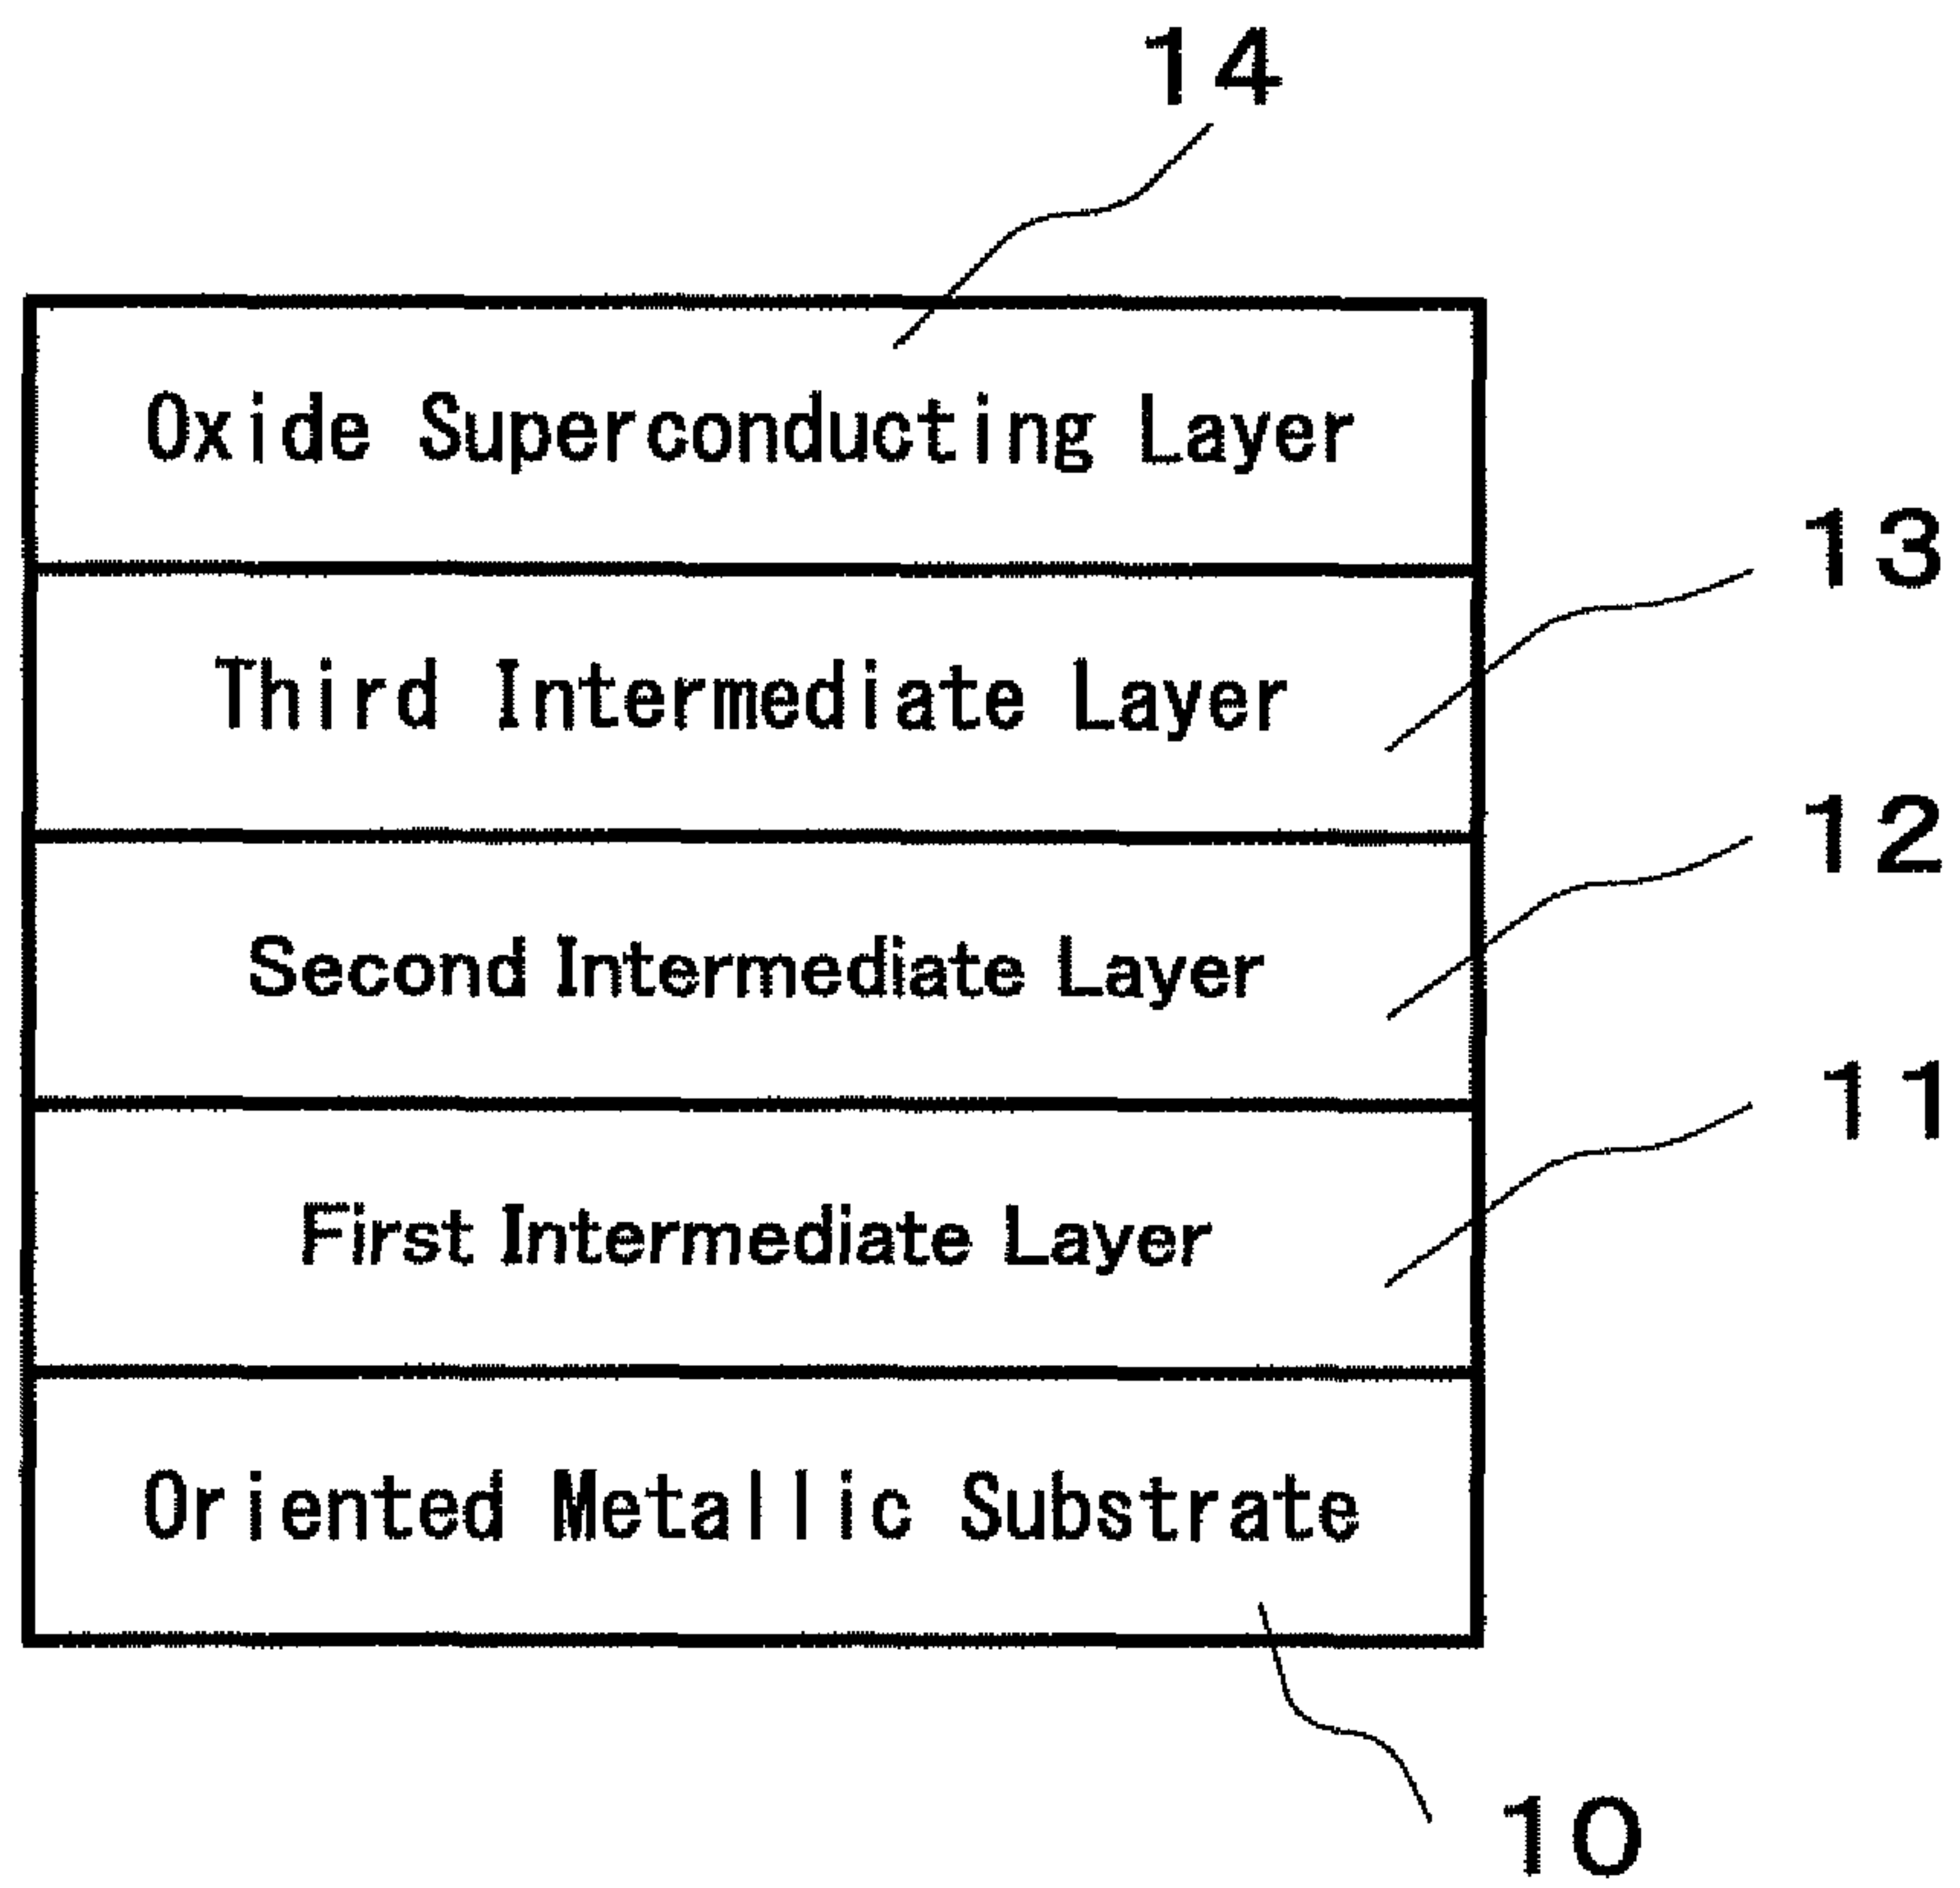 14
Oxide Superconducting Layer
13
Third Intermediate Layer
12
Second Intermediate Layer
11
First Intermediate Layer
Oriented Metallic Substrate
10